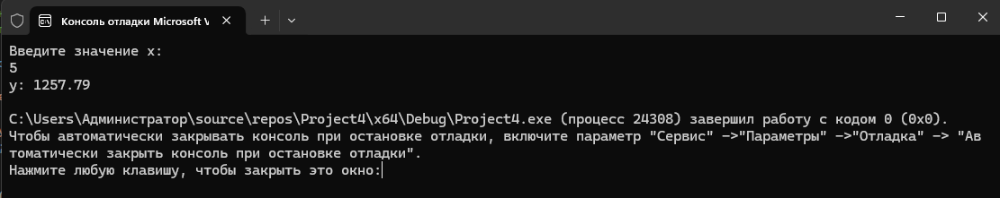 Консоль отладки Microsoft V
Введите значение x:
5
y: 1257.79
C:\Users\Администратор\source\repos\Project4\x64\Debug\Project4.exe (процесс 24308) завершил работу с кодом 0 (0x0).
Чтобы автоматически закрывать консоль при остановке отладки, включите параметр "Сервис" ->"Параметры" ->"Отладка" -> "Ав
томатически закрыть консоль при остановке отладки".
Нажмите любую клавишу, чтобы закрыть это окно: